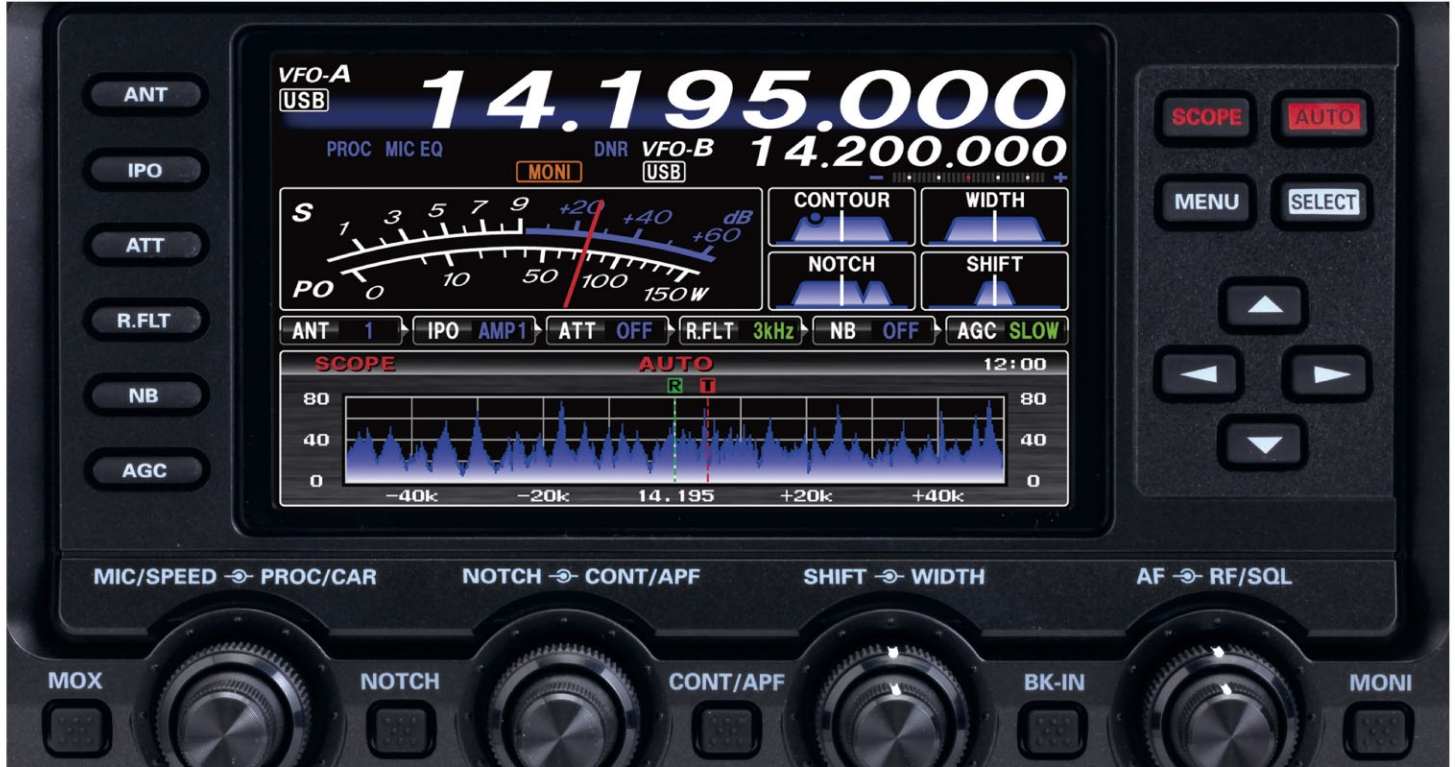 ANT
IPO
ATT
R.FLT
NB
AGC
VFO-A 14.195.000
USB
PROC MIC EQ DNR VFO-B 14.200.000
MONI USB
− +
S 1 3 5 7 9 +20 +40 +60 dB
PO 0 10 50 100 150 W
CONTOUR WIDTH
NOTCH SHIFT
ANT 1 IPO AMP1 ATT OFF R.FLT 3kHz NB OFF AGC SLOW
SCOPE AUTO 12:00
R T
80 80
40 40
0 0
-40k -20k 14.195 +20k +40k
SCOPE AUTO
MENU SELECT
MIC/SPEED PROC/CAR NOTCH CONT/APF SHIFT WIDTH AF RF/SQL
MOX NOTCH CONT/APF BK-IN MONI